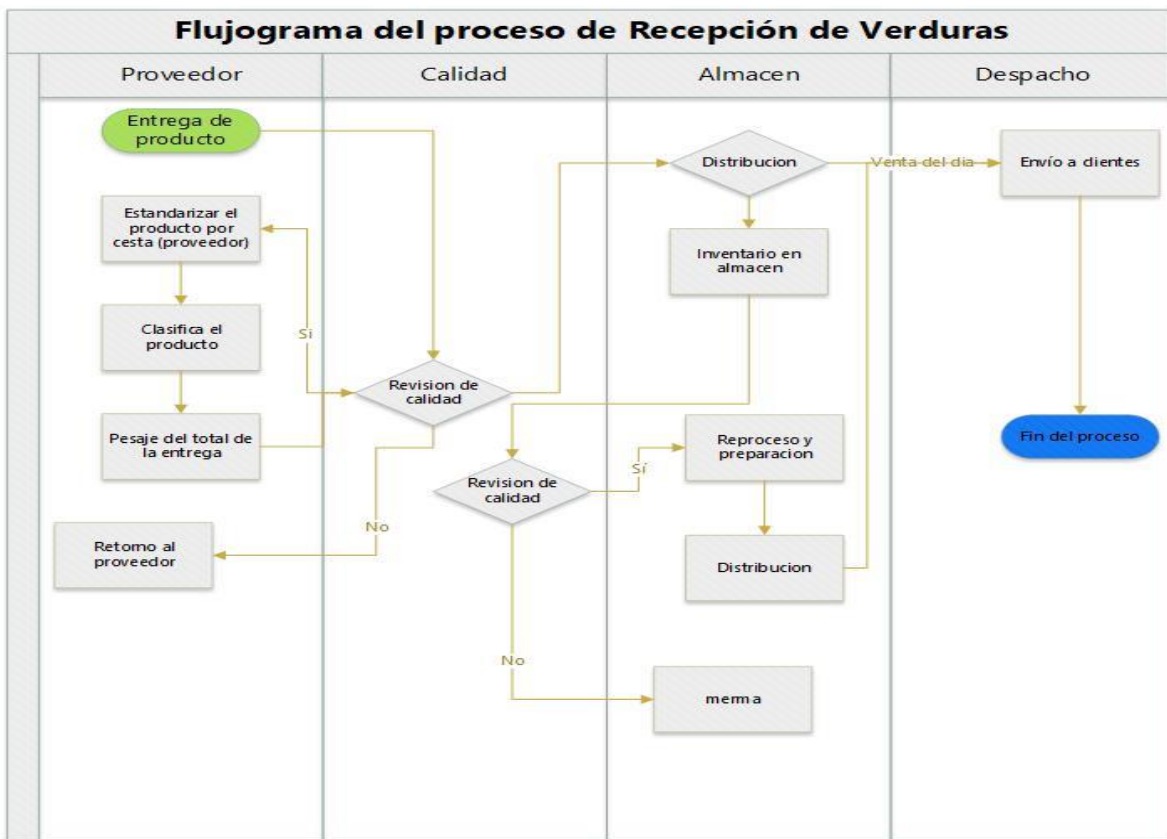 Flujograma del proceso de Recepción de Verduras
Proveedor
Calidad
Almacen
Despacho
Entrega de
producto
Distribucion
Venta del dia
Envío a clientes
Estandarizar el
producto por
cesta (proveedor)
Inventario en
almacen
Clasifica el
producto
Si
Revision de
calidad
Pesaje del total de
la entrega
Reproceso y
preparacion
Fin del proceso
Sí
Revision de
calidad
No
Retorno al
proveedor
Distribucion
No
merma